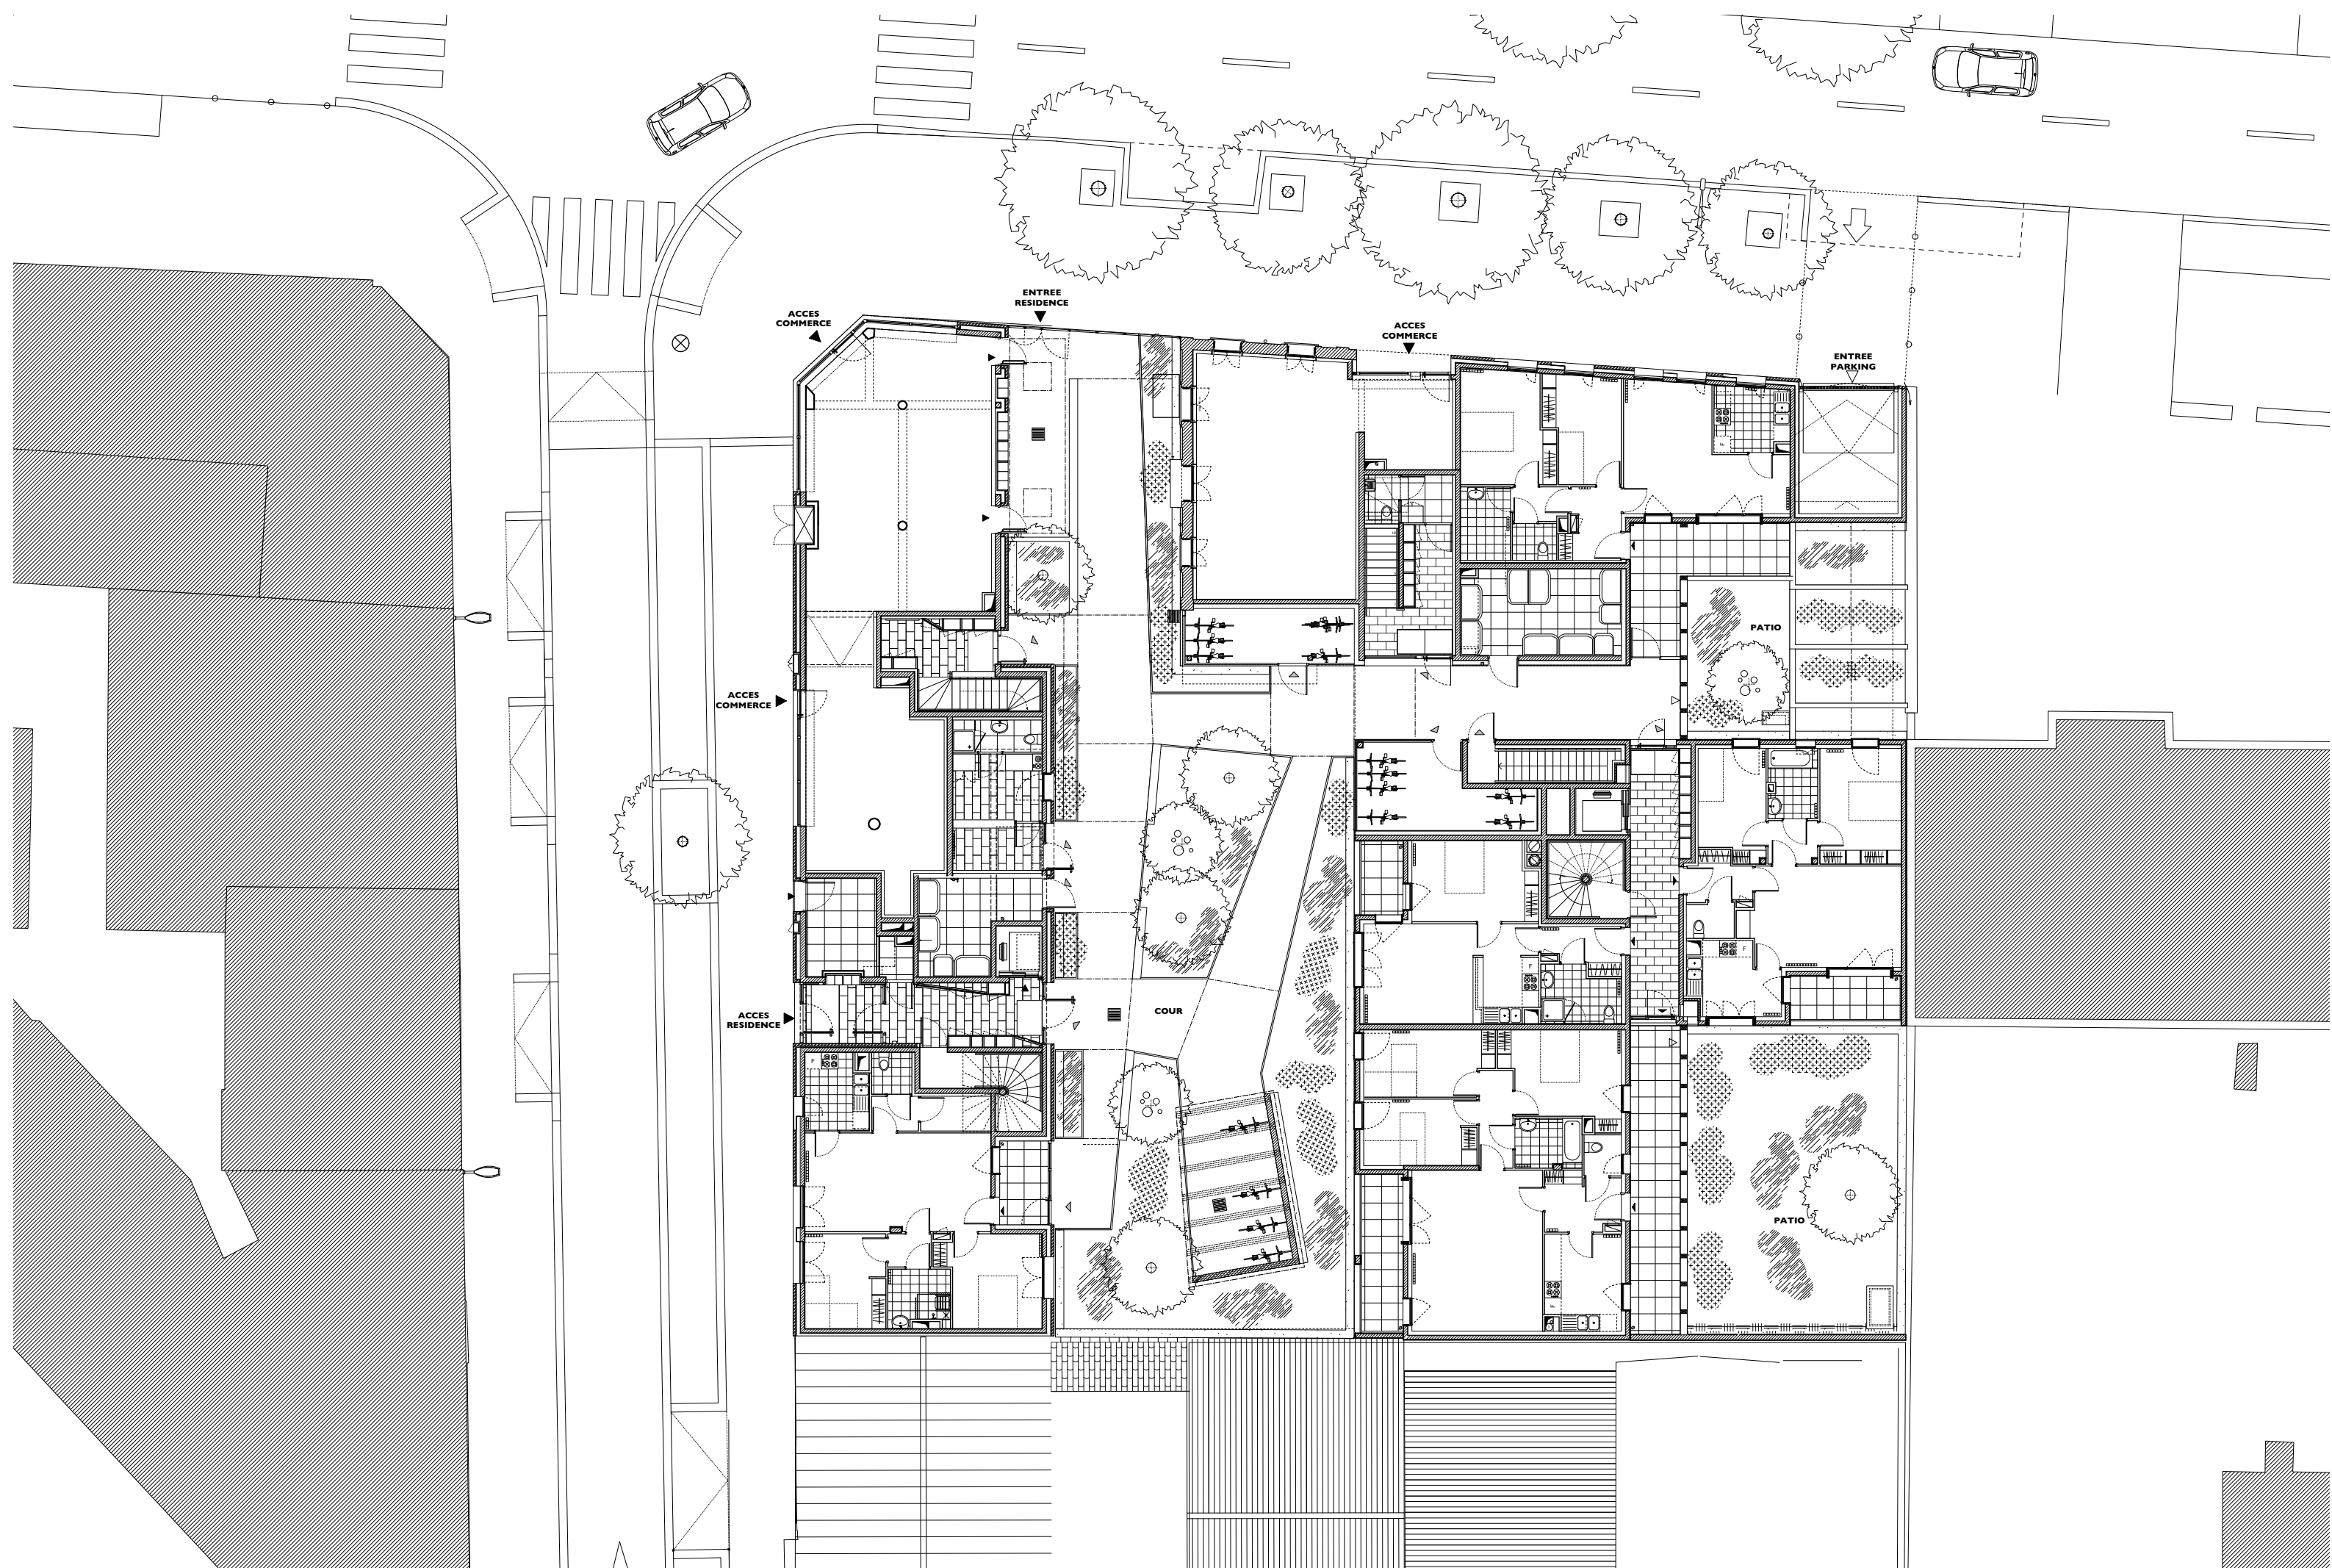 ENTREE
RESIDENCE
ACCES
COMMERCE
ACCES
COMMERCE
ENTREE
PARKING
PATIO
ACCES
COMMERCE
COUR
ACCES
RESIDENCE
PATIO
F
F
F